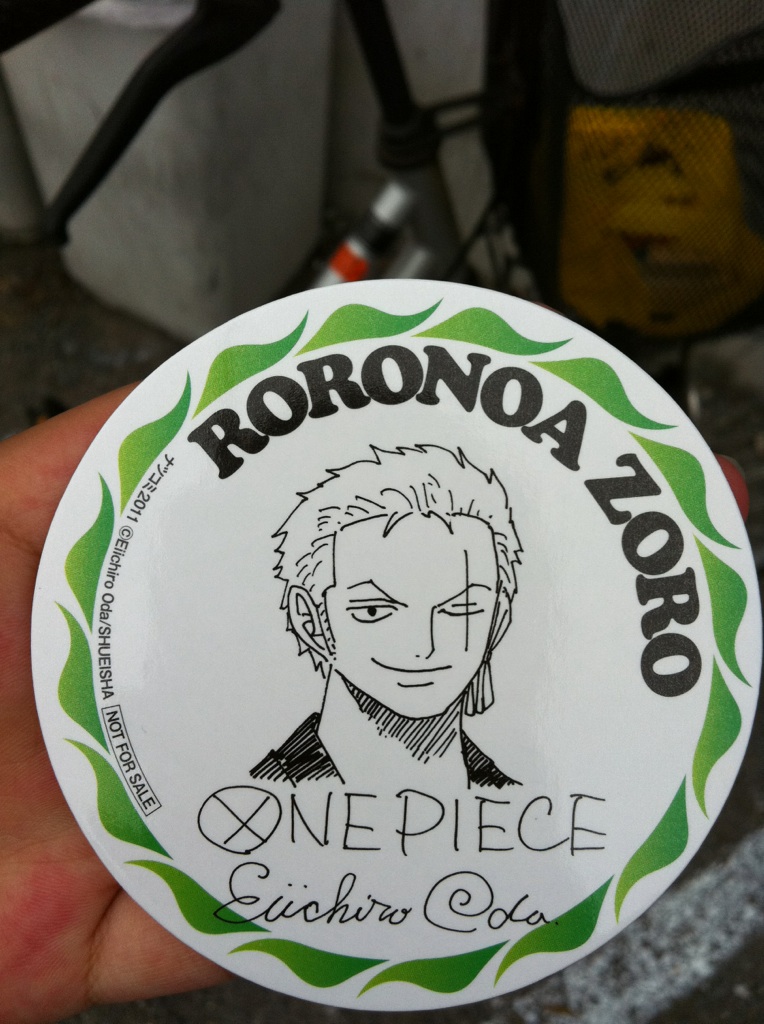 RORONOA ZORO
ナツコミ2011 ©Eiichiro Oda/SHUEISHA NOT FOR SALE
ONE PIECE
Eiichiro Oda.